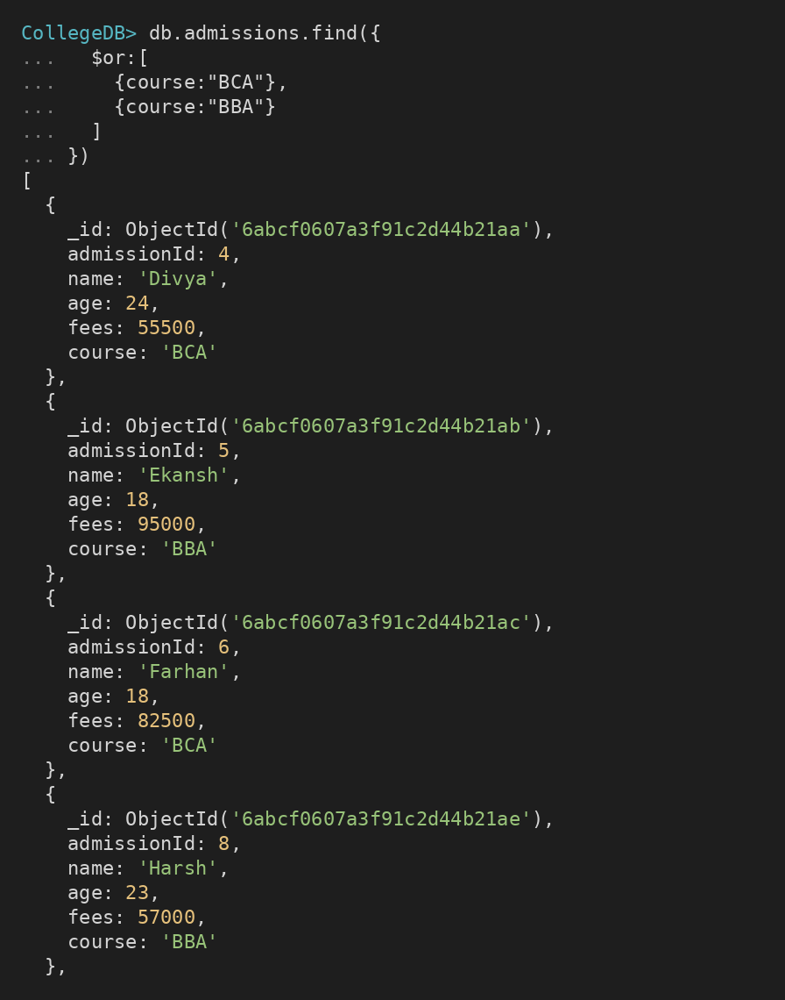 CollegeDB> db.admissions.find({
...   $or:[
...     {course:"BCA"},
...     {course:"BBA"}
...   ]
... })
[
  {
    _id: ObjectId('6abcf0607a3f91c2d44b21aa'),
    admissionId: 4,
    name: 'Divya',
    age: 24,
    fees: 55500,
    course: 'BCA'
  },
  {
    _id: ObjectId('6abcf0607a3f91c2d44b21ab'),
    admissionId: 5,
    name: 'Ekansh',
    age: 18,
    fees: 95000,
    course: 'BBA'
  },
  {
    _id: ObjectId('6abcf0607a3f91c2d44b21ac'),
    admissionId: 6,
    name: 'Farhan',
    age: 18,
    fees: 82500,
    course: 'BCA'
  },
  {
    _id: ObjectId('6abcf0607a3f91c2d44b21ae'),
    admissionId: 8,
    name: 'Harsh',
    age: 23,
    fees: 57000,
    course: 'BBA'
  },